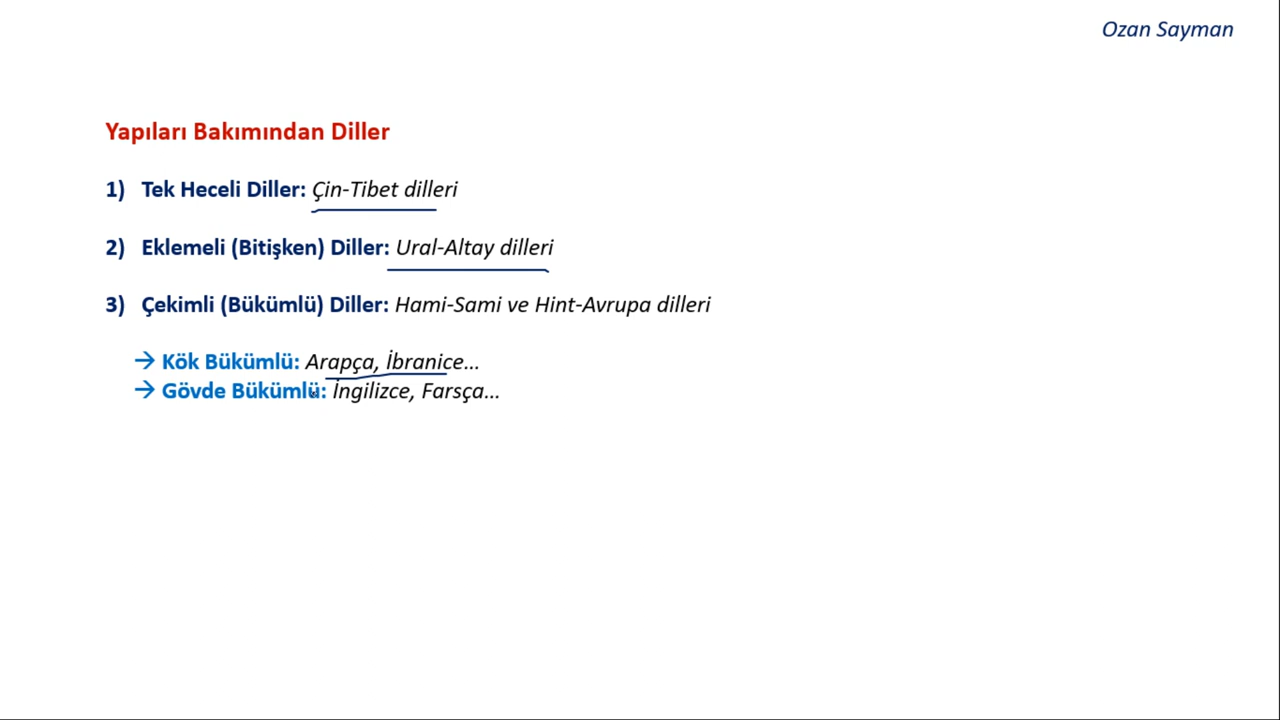 Ozan Sayman
Yapıları Bakımından Diller
1) Tek Heceli Diller: Çin-Tibet dilleri
2) Eklemeli (Bitişken) Diller: Ural-Altay dilleri
3) Çekimli (Bükümlü) Diller: Hami-Sami ve Hint-Avrupa dilleri
→ Kök Bükümlü: Arapça, İbranice...
→ Gövde Bükümlü: İngilizce, Farsça...